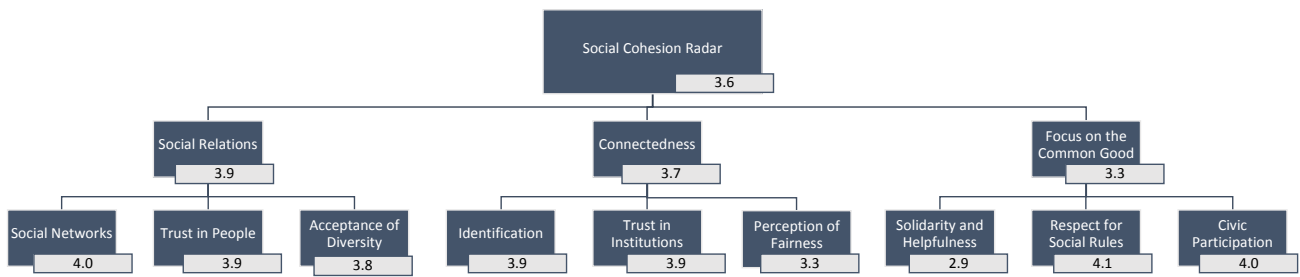 Social Cohesion Radar
3.6
Social Relations
3.9
Connectedness
3.7
Focus on the
Common Good
3.3
Social Networks
4.0
Trust in People
3.9
Acceptance of
Diversity
3.8
Identification
3.9
Trust in
Institutions
3.9
Perception of
Fairness
3.3
Solidarity and
Helpfulness
2.9
Respect for
Social Rules
4.1
Civic
Participation
4.0